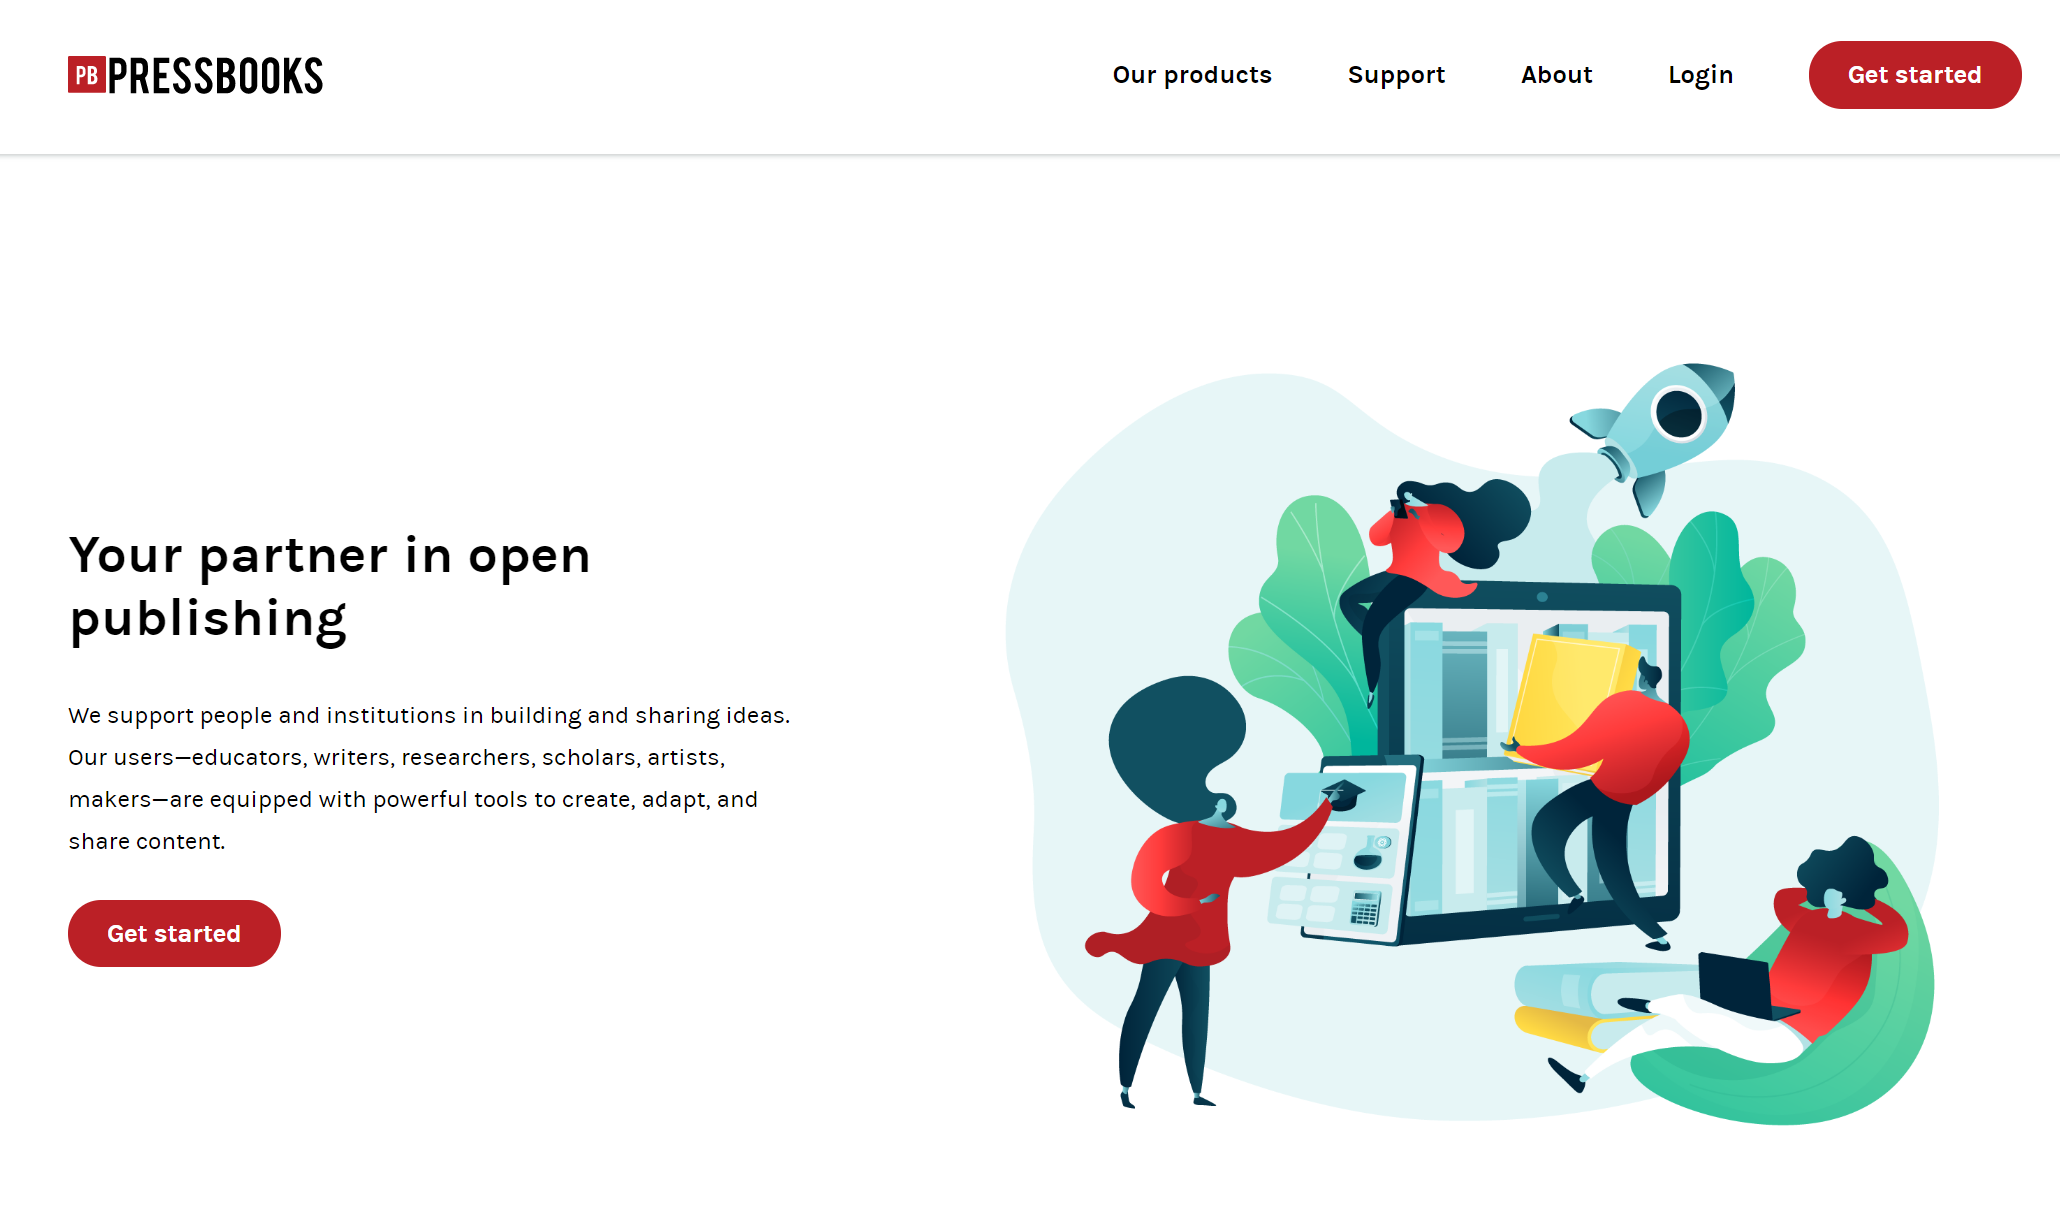 PB PRESSBOOKS
Our products
Support
About
Login
Get started
Your partner in open
publishing
We support people and institutions in building and sharing ideas.
Our users—educators, writers, researchers, scholars, artists,
makers—are equipped with powerful tools to create, adapt, and
share content.
Get started